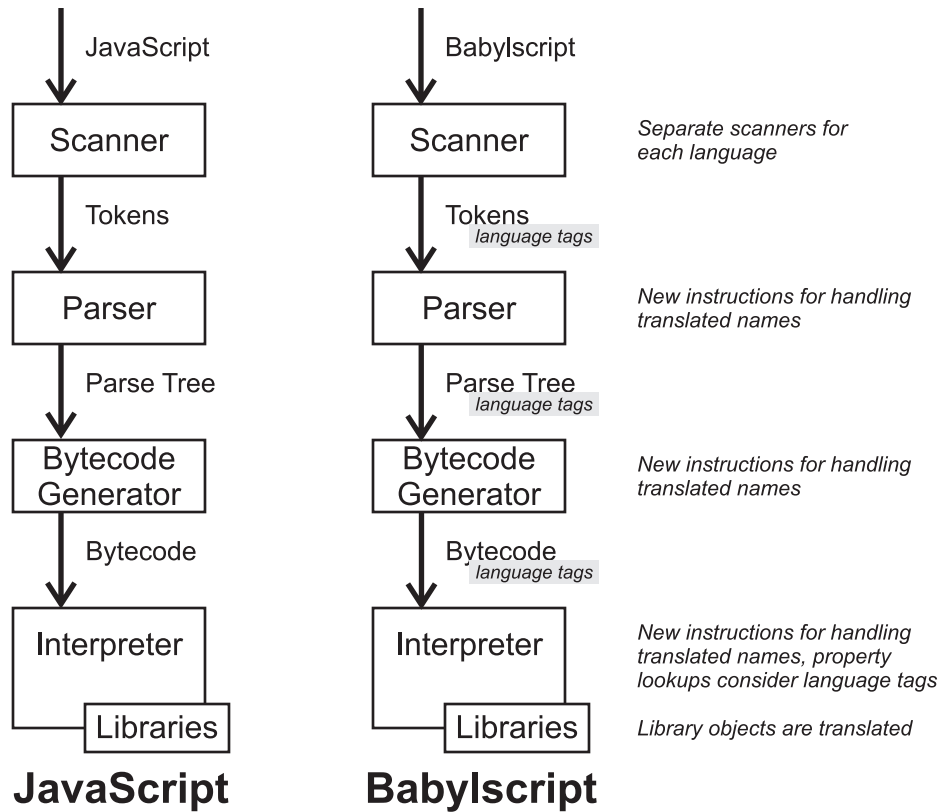 JavaScript
Scanner
Tokens
Parser
Parse Tree
Bytecode
Generator
Bytecode
Interpreter
Libraries
JavaScript
Babylscript
Scanner
Tokens
language tags
Parser
Parse Tree
language tags
Bytecode
Generator
Bytecode
language tags
Interpreter
Libraries
Babylscript
Separate scanners for
each language
New instructions for handling
translated names
New instructions for handling
translated names
New instructions for handling
translated names, property
lookups consider language tags
Library objects are translated